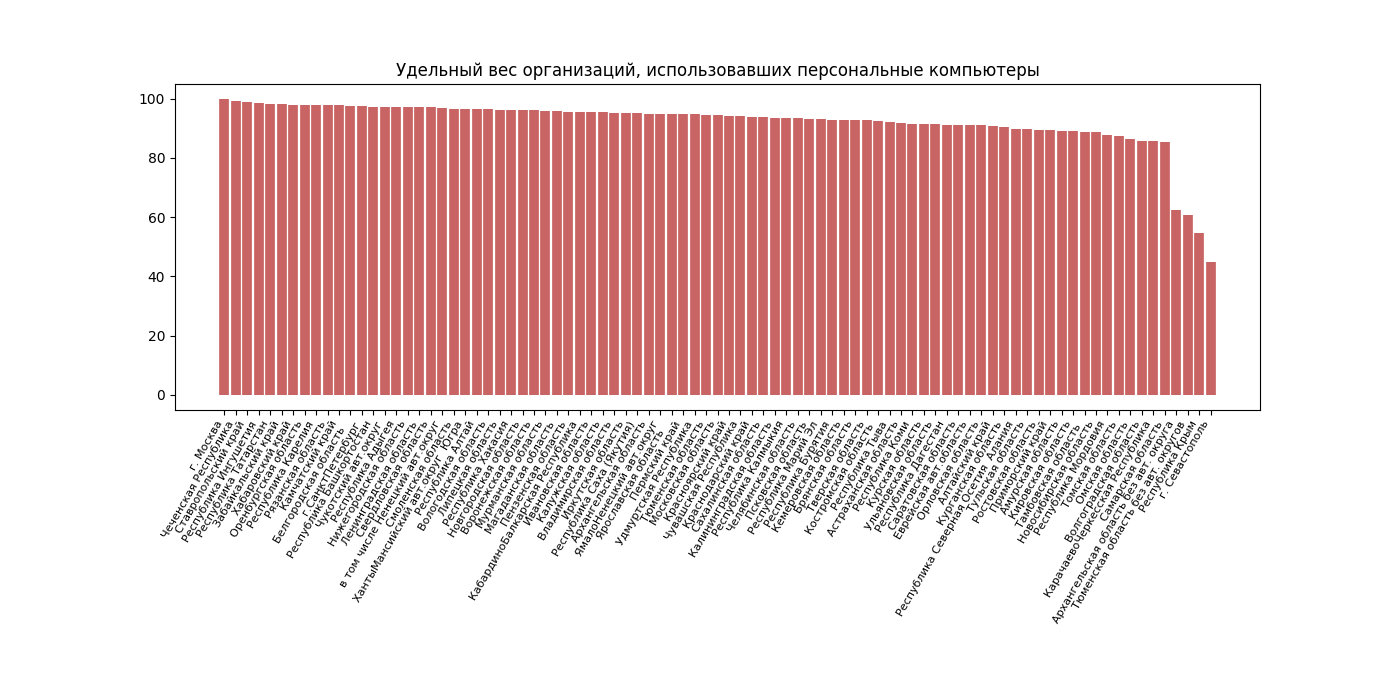 Удельный вес организаций, использовавших персональные компьютеры
100
80
60
40
20
0
г. Москва
Чеченская Республика
Ставропольский край
Республика Ингушетия
Республика Татарстан
Забайкальский край
Хабаровский край
Оренбургская область
Республика Карелия
Рязанская область
Камчатский край
Белгородская область
г.СанктПетербург
Республика Башкортостан
Чукотский авт.округ
Республика Адыгея
Нижегородская область
Ленинградская область
Свердловская область
в том числе Ненецкий авт.округ
ХантыМансийский авт.округ Югра
Смоленская область
Республика Алтай
Вологодская область
Липецкая область
Республика Хакасия
Новгородская область
Воронежская область
Мурманская область
Магаданская область
Пензенская область
КабардиноБалкарская Республика
Ивановская область
Калужская область
Владимирская область
Иркутская область
Республика Саха (Якутия)
Архангельская область
ЯмалоНенецкий авт.округ
Ярославская область
Пермский край
Удмуртская Республика
Тюменская область
Московская область
Красноярский край
Чувашская Республика
Краснодарский край
Калининградская область
Сахалинская область
Республика Калмыкия
Челябинская область
Псковская область
Республика Марий Эл
Республика Бурятия
Кемеровская область
Брянская область
Тверская область
Костромская область
Республика Тыва
Астраханская область
Республика Коми
Курская область
Ульяновская область
Республика Дагестан
Саратовская область
Еврейская авт.область
Орловская область
Алтайский край
Курганская область
Республика Северная Осетия Алания
Тульская область
Ростовская область
Приморский край
Амурская область
Кировская область
Тамбовская область
Новосибирская область
Республика Мордовия
Томская область
Омская область
Волгоградская область
КарачаевоЧеркесская Республика
Самарская область
Архангельская область без авт. округа
Тюменская область без авт. округов
Республика Крым
г. Севастополь